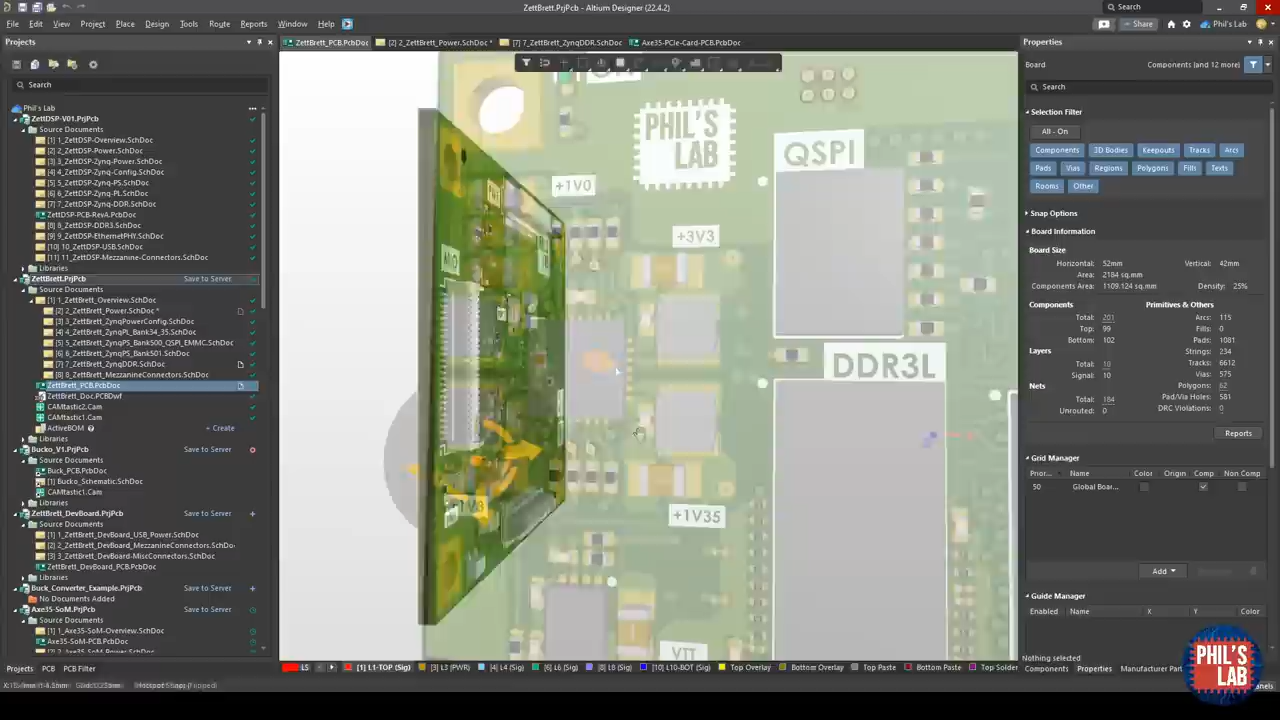 ZettBrett.PrjPcb - Altium Designer (22.4.2)
Search
File Edit View Project Place Design Tools Route Reports Window Help
Share
Phil's Lab
Projects
ZettBrett_PCB.PcbDoc
[2] 2_ZettBrett_Power.SchDoc *
[7] 7_ZettBrett_ZynqDDR.SchDoc
Axe35-PCIe-Card-PCB.PcbDoc
Properties
Board
Components (and 12 more)
Search
Search
Phil's Lab
ZettDSP-V01.PrjPcb
Source Documents
[1] 1_ZettDSP-Overview.SchDoc
[2] 2_ZettDSP-Power.SchDoc
[3] 3_ZettDSP-Zynq-Power.SchDoc
[4] 4_ZettDSP-Zynq-Config.SchDoc
[5] 5_ZettDSP-Zynq-PS.SchDoc
[6] 6_ZettDSP-Zynq-PL.SchDoc
[7] 7_ZettDSP-Zynq-DDR.SchDoc
ZettDSP-PCB-RevA.PcbDoc
[8] 8_ZettDSP-DDR3.SchDoc
[9] 9_ZettDSP-EthernetPHY.SchDoc
[10] 10_ZettDSP-USB.SchDoc
[11] 11_ZettDSP-Mezzanine-Connectors.SchDoc
Libraries
ZettBrett.PrjPcb
Save to Server
Source Documents
[1] 1_ZettBrett_Overview.SchDoc
[2] 2_ZettBrett_Power.SchDoc *
[3] 3_ZettBrett_ZynqPowerConfig.SchDoc
[4] 4_ZettBrett_ZynqPL_Bank34_35.SchDoc
[5] 5_ZettBrett_ZynqPS_Bank500_QSPI_EMMC.SchDoc
[6] 6_ZettBrett_ZynqPS_Bank501.SchDoc
[7] 7_ZettBrett_ZynqDDR.SchDoc
[8] 8_ZettBrett_MezzanineConnectors.SchDoc
ZettBrett_PCB.PcbDoc
ZettBrett_Doc.PCBDwf
CAMtastic2.Cam
CAMtastic1.Cam
ActiveBOM
+ Create
Libraries
Bucko_V1.PrjPcb
Source Documents
Buck_PCB.PcbDoc
[1] Bucko_Schematic.SchDoc
CAMtastic1.Cam
Libraries
ZettBrett_DevBoard.PrjPcb
Save to Server
Source Documents
[1] 1_ZettBrett_DevBoard_USB_Power.SchDoc
[2] 2_ZettBrett_DevBoard_MezzanineConnectors.SchDoc
[3] 3_ZettBrett_DevBoard-MiscConnectors.SchDoc
ZettBrett_DevBoard_PCB.PcbDoc
Libraries
Buck_Converter_Example.PrjPcb
Save to Server
No Documents Added
Axe35-SoM.PrjPcb
Save to Server
Source Documents
[1] 1_Axe35-SoM-Overview.SchDoc
Axe35-SoM-PCB.PcbDoc
[2] 2_Axe35-SoM-Power.SchDoc
Projects PCB PCB Filter
PHIL'S
LAB
QSPI
+1V0
+3V3
DDR3L
+1V35
VTT
Selection Filter
All - On
Components 3D Bodies Keepouts Tracks Arcs
Pads Vias Regions Polygons Fills Texts
Rooms Other
Snap Options
Board Information
Board Size
Horizontal: 52mm Vertical: 42mm
Area: 2184 sq.mm
Components Area: 1109.124 sq.mm Density: 25%
Components Primitives & Others
Total: 201 Arcs: 115
Top: 99 Fills: 0
Bottom: 102 Pads: 1081
Layers Strings: 234
Total: 18 Tracks: 6612
Signal: 10 Vias: 575
Nets Polygons: 62
Total: 184 Pad/Via Holes: 581
Unrouted: 0 DRC Violations: 0
Reports
Grid Manager
Prior... Name Color Origin Comp Non Comp
50 Global Boar...
Add
Guide Manager
Enabled Name X Y Color
Nothing selected
Components Properties Manufacturer Part
LS [1] L1-TOP (Sig) [3] L3 (PWR) [4] L4 (Sig) [6] L6 (Sig) [8] L8 (Sig) [10] L10-BOT (Sig) Top Overlay Bottom Overlay Top Paste Bottom Paste Top Solder
PHIL'S
LAB